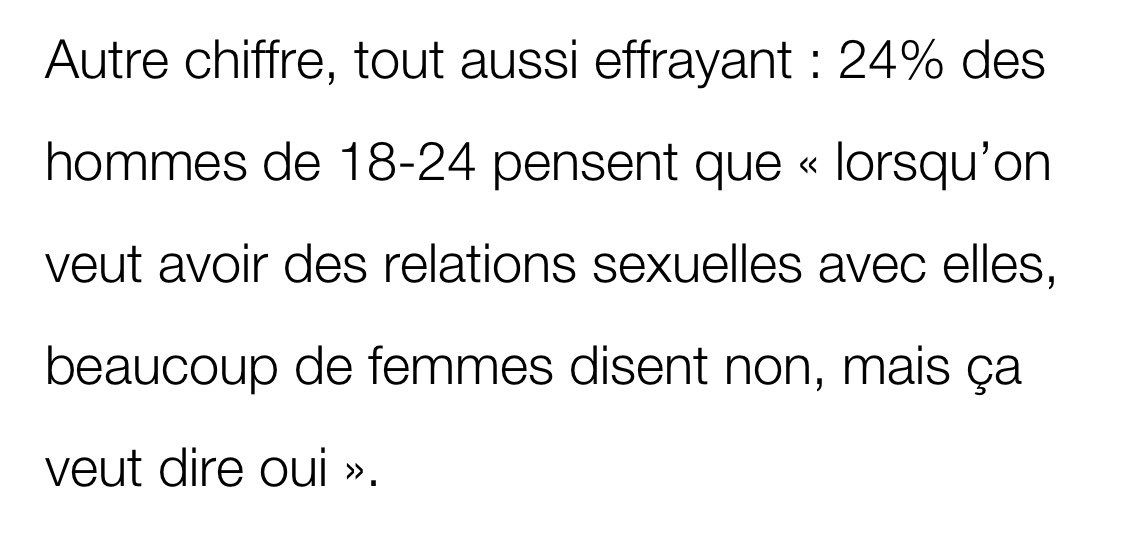 Autre chiffre, tout aussi effrayant : 24% des
hommes de 18-24 pensent que « lorsqu’on
veut avoir des relations sexuelles avec elles,
beaucoup de femmes disent non, mais ça
veut dire oui ».